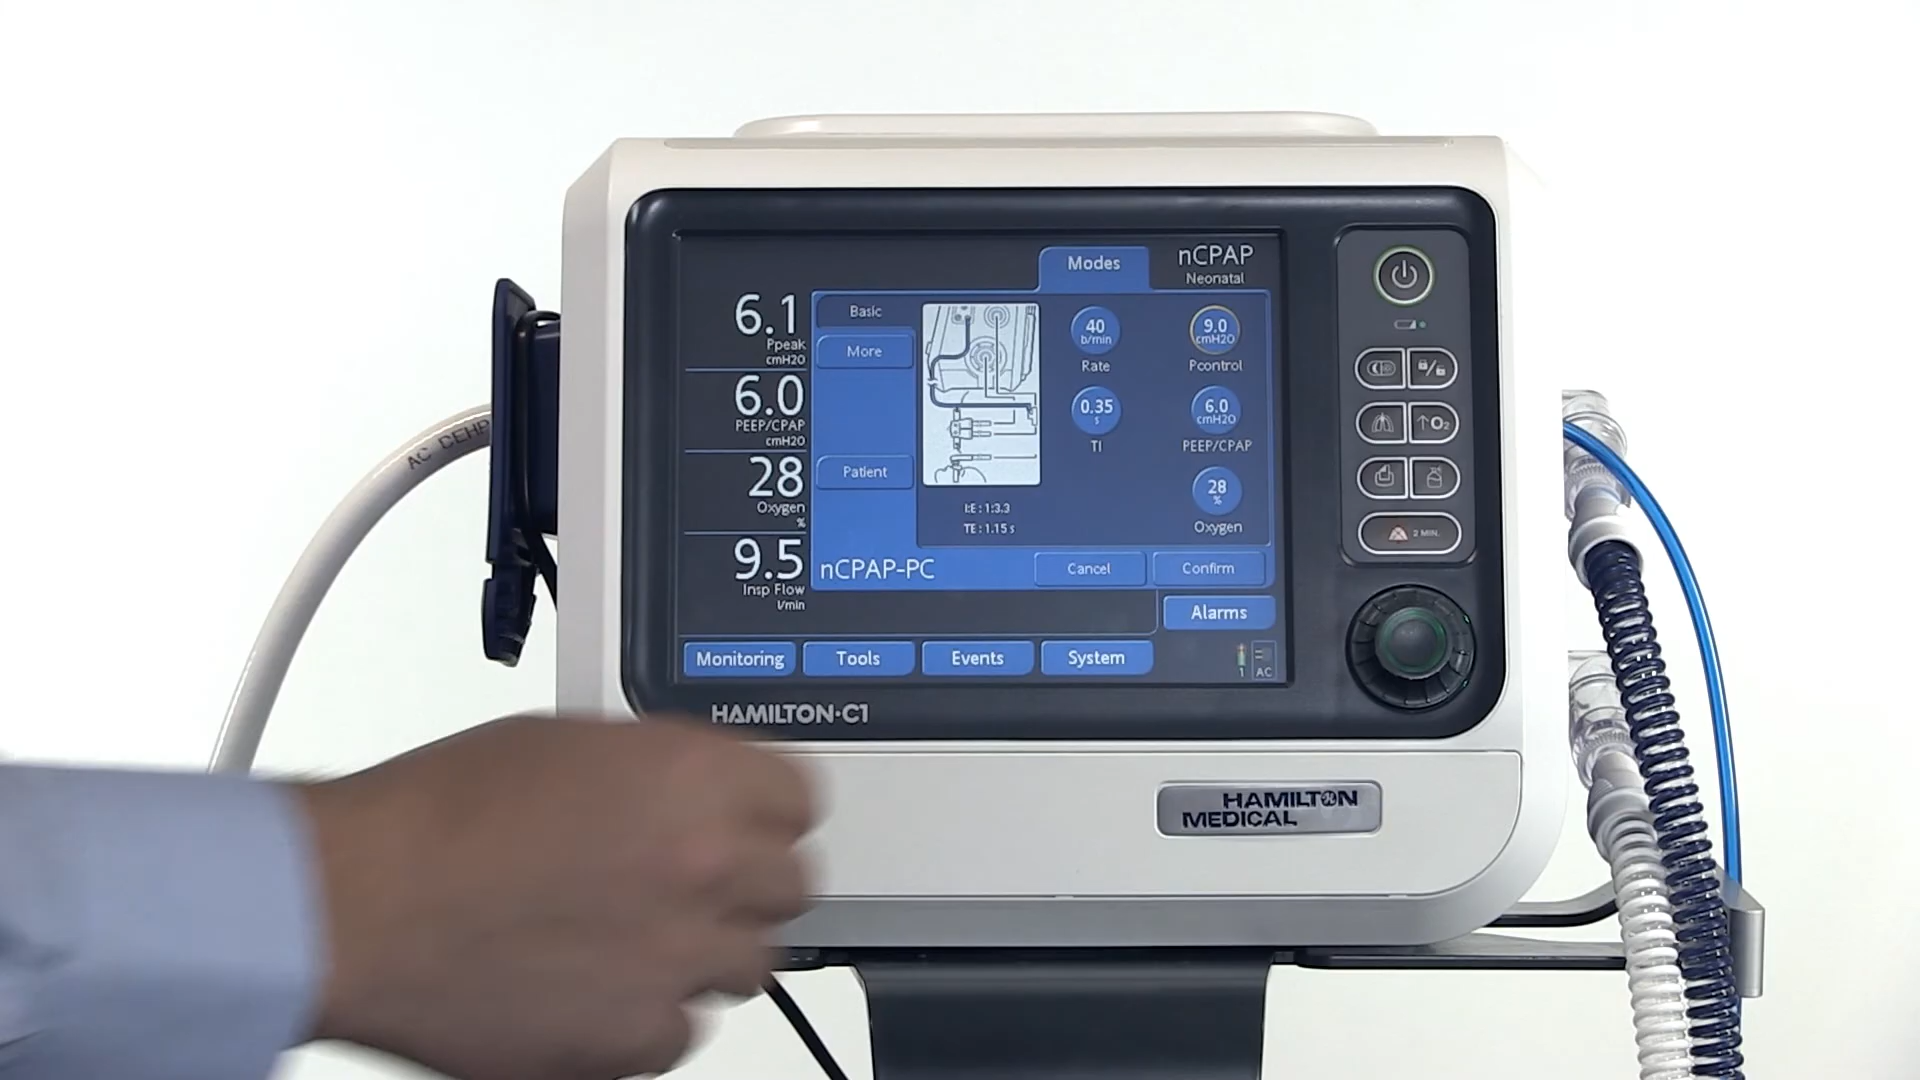 Modes
nCPAP
Neonatal
6.1
Ppeak
cmH2O
6.0
PEEP/CPAP
cmH2O
28
Oxygen
%
9.5
Insp Flow
l/min
Basic
More
Patient
I:E : 1:3.3
TE : 1.15 s
40
b/min
Rate
9.0
cmH2O
Pcontrol
0.35
s
TI
6.0
cmH2O
PEEP/CPAP
28
%
Oxygen
nCPAP-PC
Cancel
Confirm
Alarms
Monitoring
Tools
Events
System
1
AC
HAMILTON-C1
HAMILTON
MEDICAL
O2
2 MIN.
AC DEHP